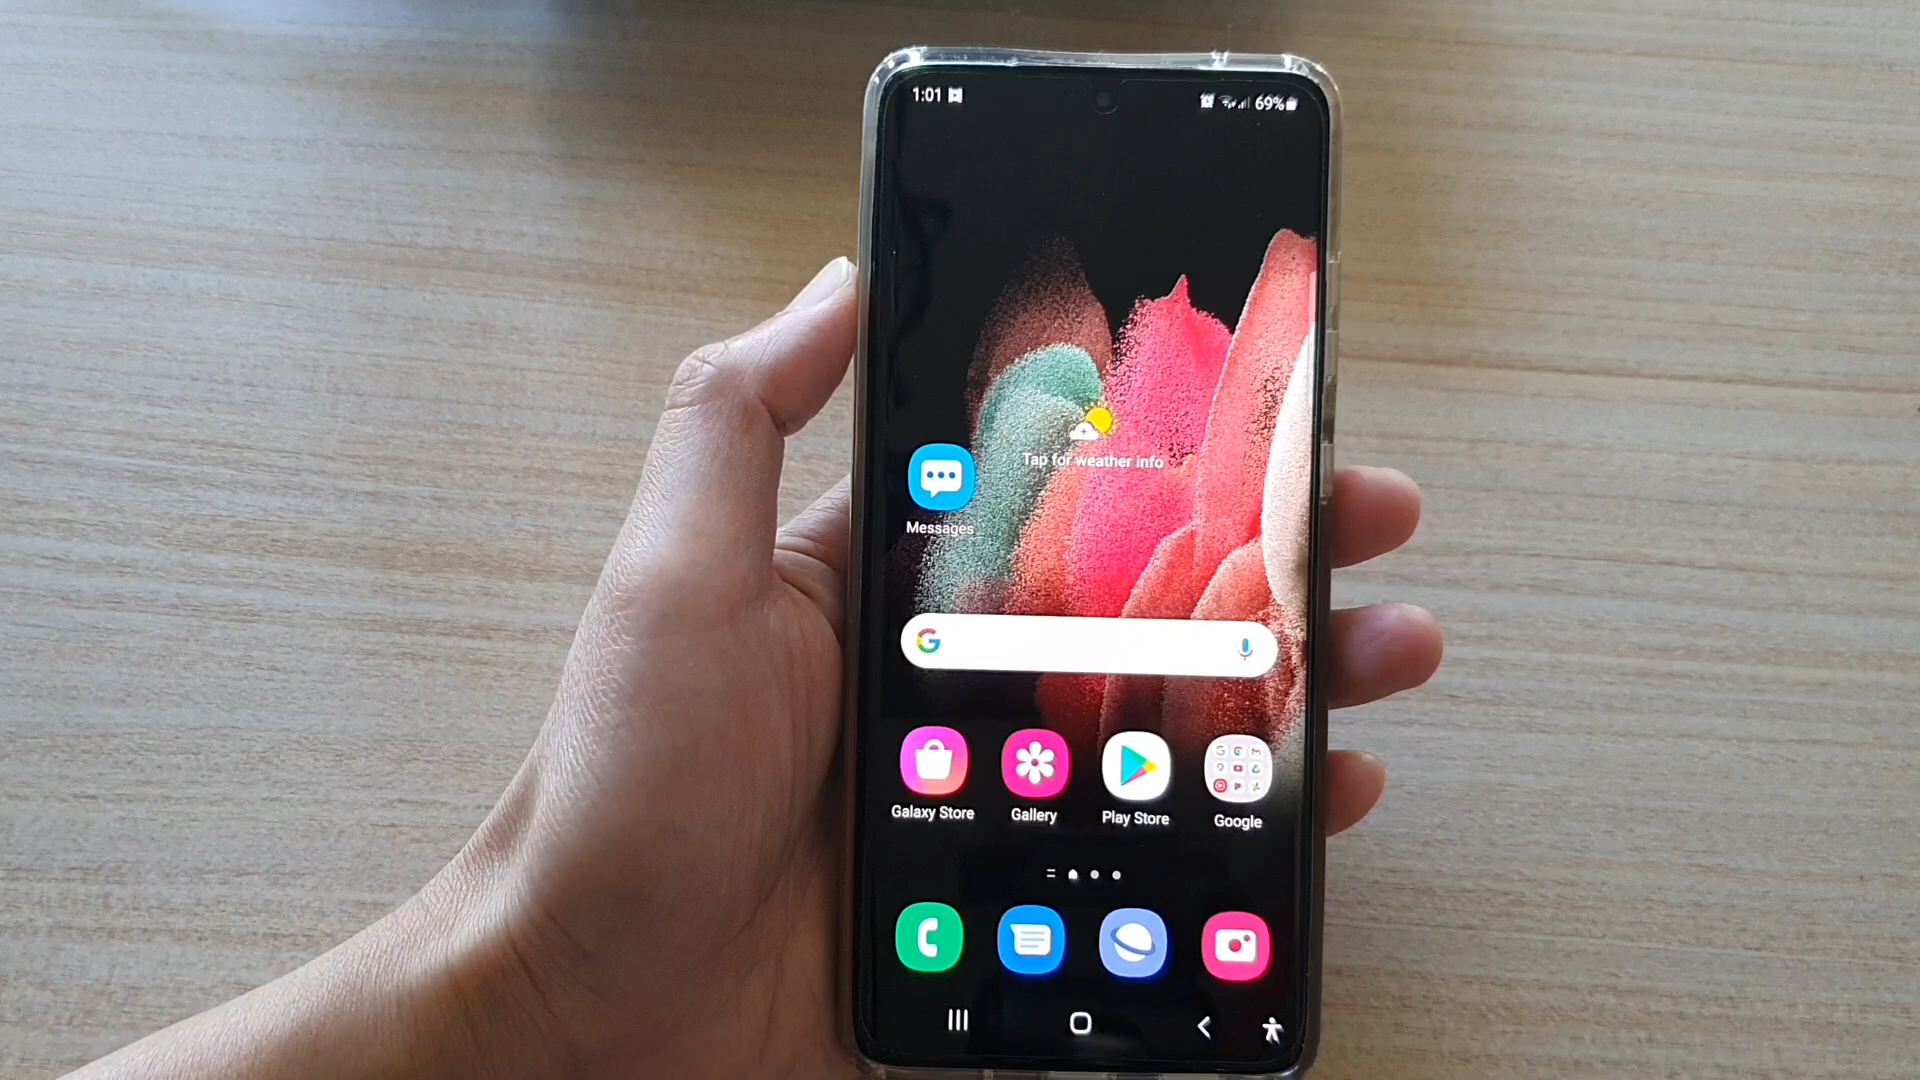 1:01
69%
Tap for weather info
Messages
G
Galaxy Store
Gallery
Play Store
Google